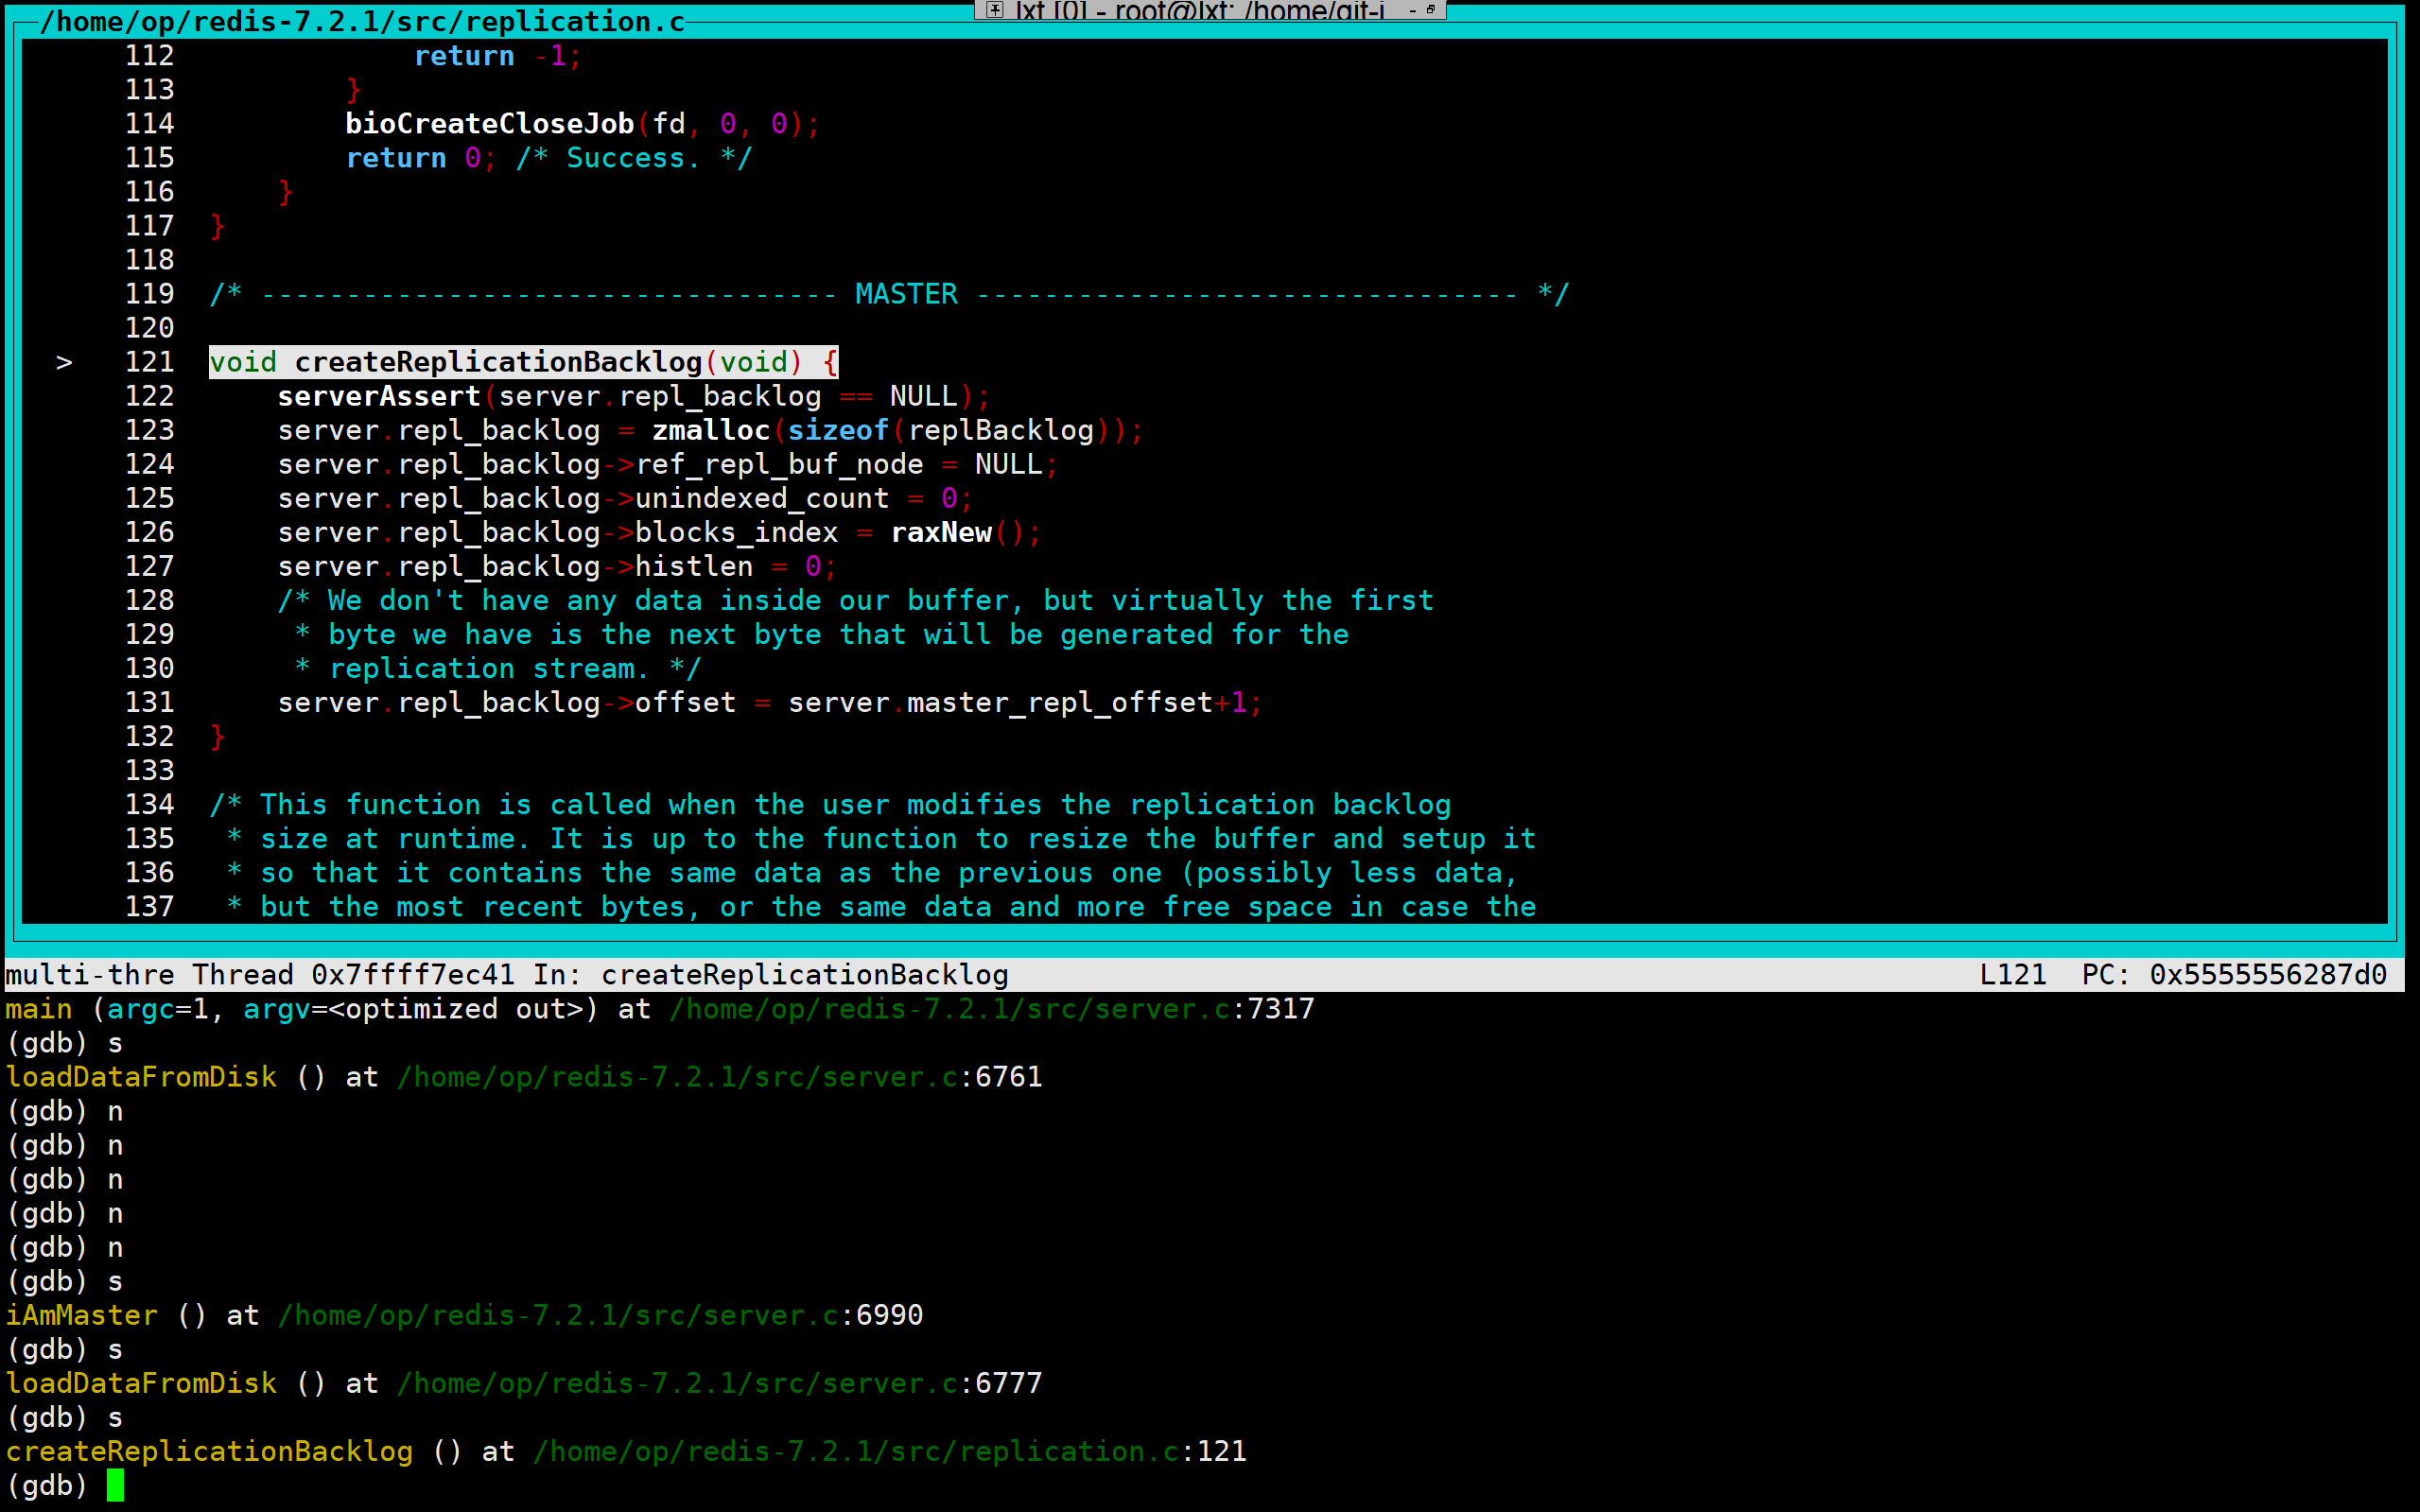 lxt [0] - root@lxt: /home/git-i
/home/op/redis-7.2.1/src/replication.c
112              return -1;
113          }
114          bioCreateCloseJob(fd, 0, 0);
115          return 0; /* Success. */
116      }
117  }
118
119  /* ---------------------------------- MASTER -------------------------------- */
120
> 121  void createReplicationBacklog(void) {
122      serverAssert(server.repl_backlog == NULL);
123      server.repl_backlog = zmalloc(sizeof(replBacklog));
124      server.repl_backlog->ref_repl_buf_node = NULL;
125      server.repl_backlog->unindexed_count = 0;
126      server.repl_backlog->blocks_index = raxNew();
127      server.repl_backlog->histlen = 0;
128      /* We don't have any data inside our buffer, but virtually the first
129       * byte we have is the next byte that will be generated for the
130       * replication stream. */
131      server.repl_backlog->offset = server.master_repl_offset+1;
132  }
133
134  /* This function is called when the user modifies the replication backlog
135   * size at runtime. It is up to the function to resize the buffer and setup it
136   * so that it contains the same data as the previous one (possibly less data,
137   * but the most recent bytes, or the same data and more free space in case the
multi-thre Thread 0x7ffff7ec41 In: createReplicationBacklog L121 PC: 0x5555556287d0
main (argc=1, argv=<optimized out>) at /home/op/redis-7.2.1/src/server.c:7317
(gdb) s
loadDataFromDisk () at /home/op/redis-7.2.1/src/server.c:6761
(gdb) n
(gdb) n
(gdb) n
(gdb) n
(gdb) n
(gdb) s
iAmMaster () at /home/op/redis-7.2.1/src/server.c:6990
(gdb) s
loadDataFromDisk () at /home/op/redis-7.2.1/src/server.c:6777
(gdb) s
createReplicationBacklog () at /home/op/redis-7.2.1/src/replication.c:121
(gdb)